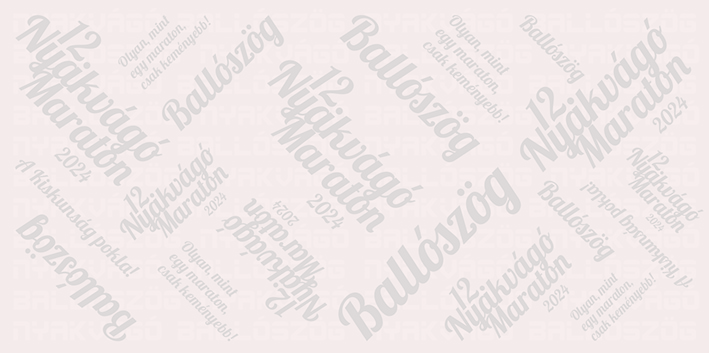 12
Nyakvágó
Maraton
2024
Olyan, mint
egy maraton,
csak keményebb!
Ballószög
Ballószög
Olyan, mint
egy maraton,
csak keményebb!
Ballószög
12
Nyakvágó
Maraton
2024
12
Nyakvágó
Maraton
2024
A Kiskunság pokla!
12
Nyakvágó
Maraton
2024
Ballószög
Olyan, mint
egy maraton,
csak keményebb!
12
Nyakvágó
Maraton
2024
Ballószög
12
Nyakvágó
Maraton
2024
Ballószög
A Kiskunság pokla!
12
Nyakvágó
Maraton
2024
Olyan, mint
egy maraton,
csak keményebb!